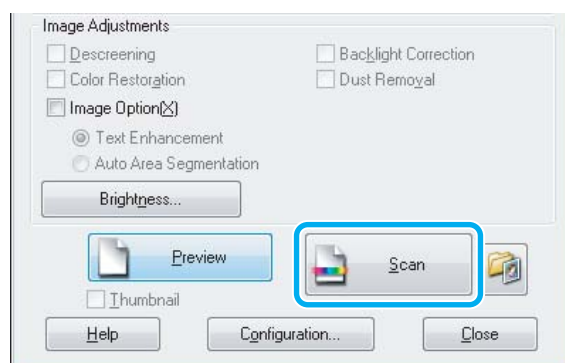 Image Adjustments
Descreening Backlight Correction
Color Restoration Dust Removal
Image Option(X)
Text Enhancement
Auto Area Segmentation
Brightness...
Preview Scan
Thumbnail
Help Configuration... Close